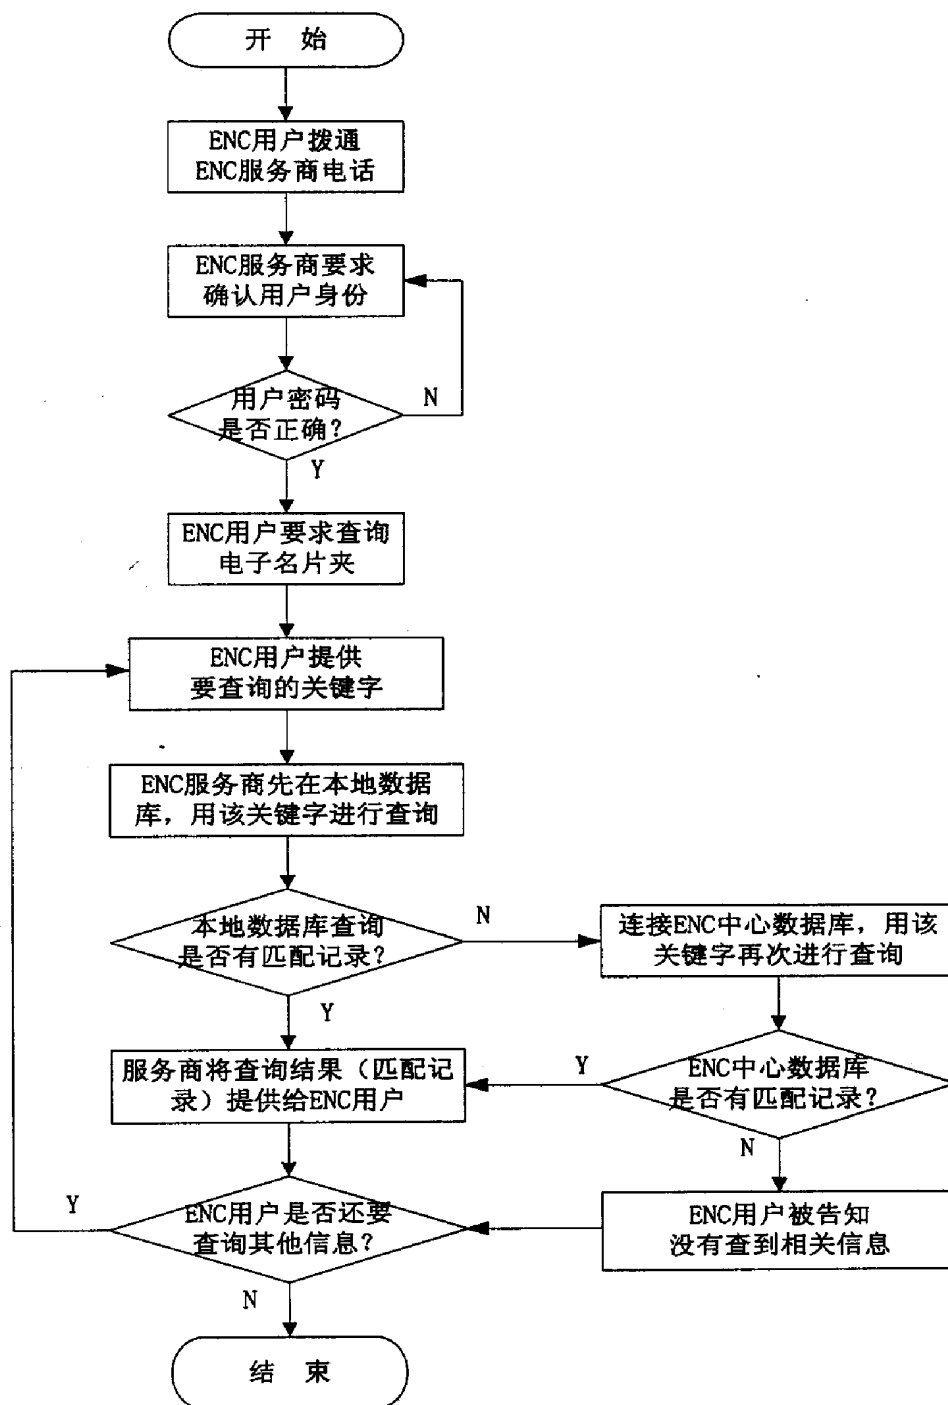 开 始
ENC用户拨通
ENC服务商电话
ENC服务商要求
确认用户身份
用户密码
是否正确?
N
Y
ENC用户要求查询
电子名片夹
ENC用户提供
要查询的关键字
ENC服务商先在本地数据
库，用该关键字进行查询
本地数据库查询
是否有匹配记录?
N
Y
连接ENC中心数据库，用该
关键字再次进行查询
服务商将查询结果（匹配记
录）提供给ENC用户
Y
ENC中心数据库
是否有匹配记录?
N
ENC用户被告知
没有查到相关信息
Y
ENC用户是否还要
查询其他信息?
N
结 束